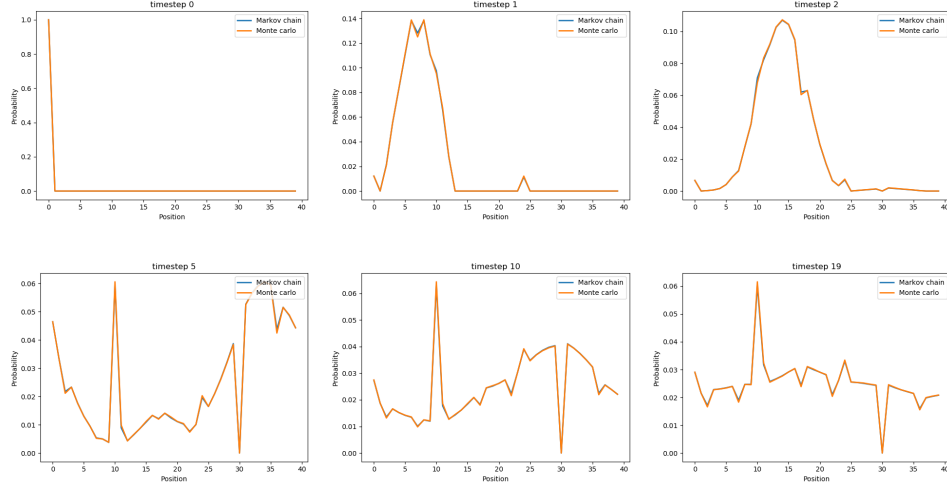 timestep 0
Markov chain
Monte carlo
Probability
1.0
0.8
0.6
0.4
0.2
0.0
0 5 10 15 20 25 30 35 40
Position
timestep 1
Markov chain
Monte carlo
Probability
0.14
0.12
0.10
0.08
0.06
0.04
0.02
0.00
0 5 10 15 20 25 30 35 40
Position
timestep 2
Markov chain
Monte carlo
Probability
0.10
0.08
0.06
0.04
0.02
0.00
0 5 10 15 20 25 30 35 40
Position
timestep 5
Markov chain
Monte carlo
Probability
0.06
0.05
0.04
0.03
0.02
0.01
0.00
0 5 10 15 20 25 30 35 40
Position
timestep 10
Markov chain
Monte carlo
Probability
0.06
0.05
0.04
0.03
0.02
0.01
0.00
0 5 10 15 20 25 30 35 40
Position
timestep 19
Markov chain
Monte carlo
Probability
0.06
0.05
0.04
0.03
0.02
0.01
0.00
0 5 10 15 20 25 30 35 40
Position